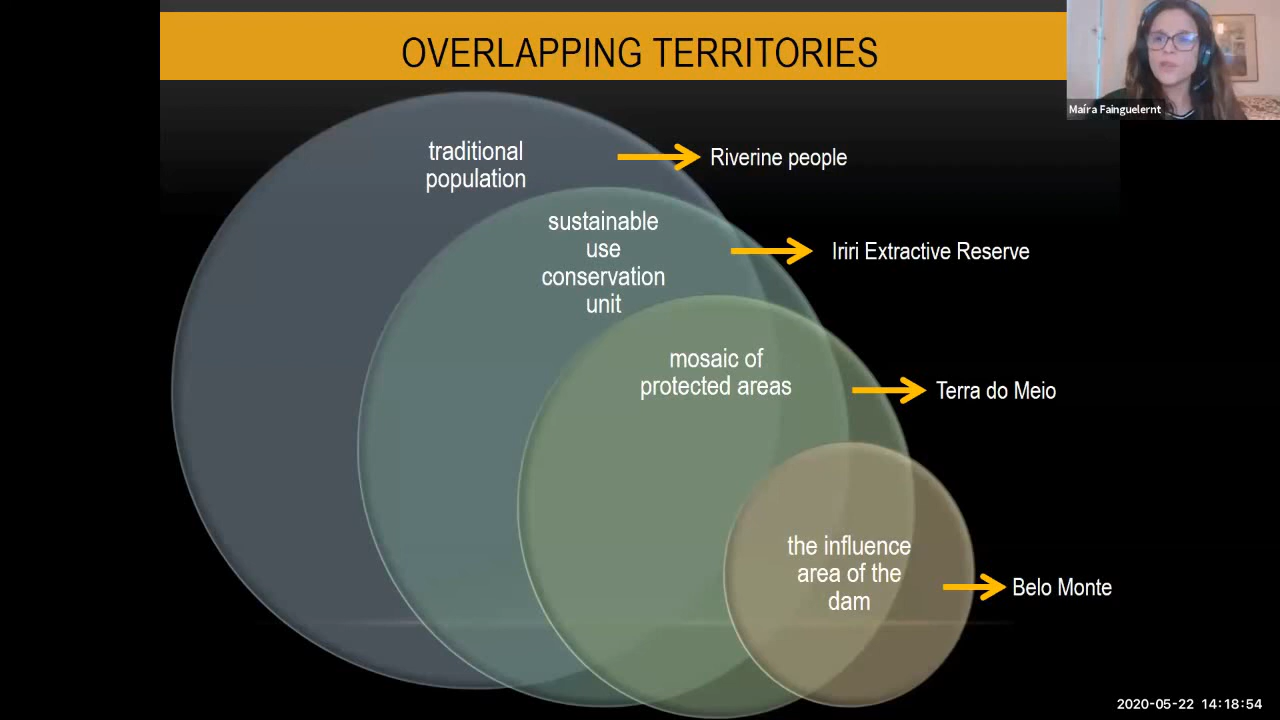 OVERLAPPING TERRITORIES
Maíra Fainguelernt
traditional
population
Riverine people
sustainable
use
conservation
unit
Iriri Extractive Reserve
mosaic of
protected areas
Terra do Meio
the influence
area of the
dam
Belo Monte
2020-05-22 14:18:54